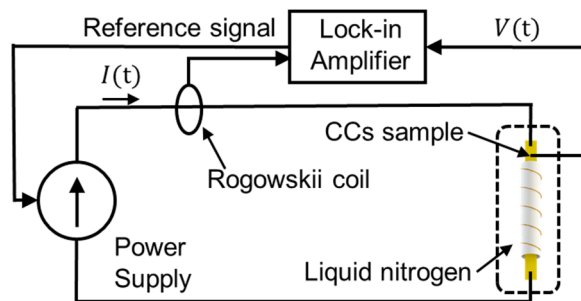 Reference signal
Lock-in
Amplifier
V(t)
I(t)
CCs sample
Rogowskii coil
Power
Supply
Liquid nitrogen